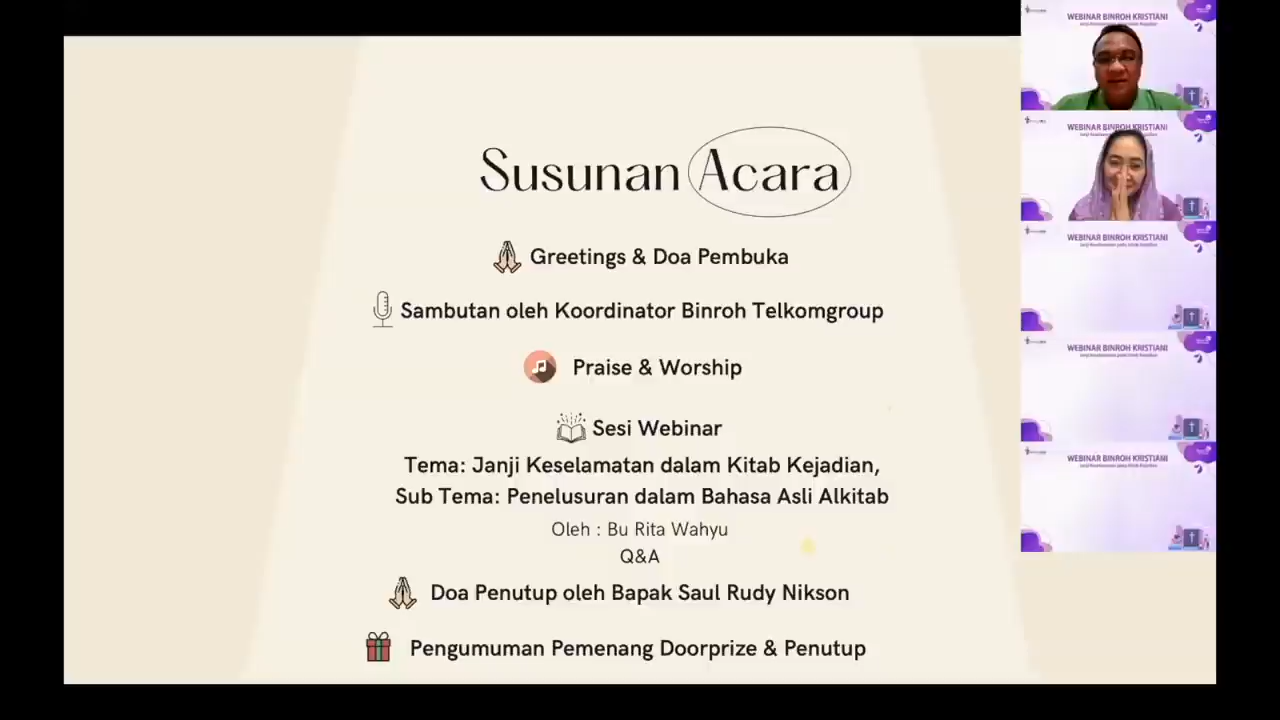 Susunan Acara
Greetings & Doa Pembuka
Sambutan oleh Koordinator Binroh Telkomgroup
Praise & Worship
Sesi Webinar
Tema: Janji Keselamatan dalam Kitab Kejadian,
Sub Tema: Penelusuran dalam Bahasa Asli Alkitab
Oleh : Bu Rita Wahyu
Q&A
Doa Penutup oleh Bapak Saul Rudy Nikson
Pengumuman Pemenang Doorprize & Penutup
WEBINAR BINROH KRISTIANI
WEBINAR BINROH KRISTIANI
WEBINAR BINROH KRISTIANI
WEBINAR BINROH KRISTIANI
WEBINAR BINROH KRISTIANI